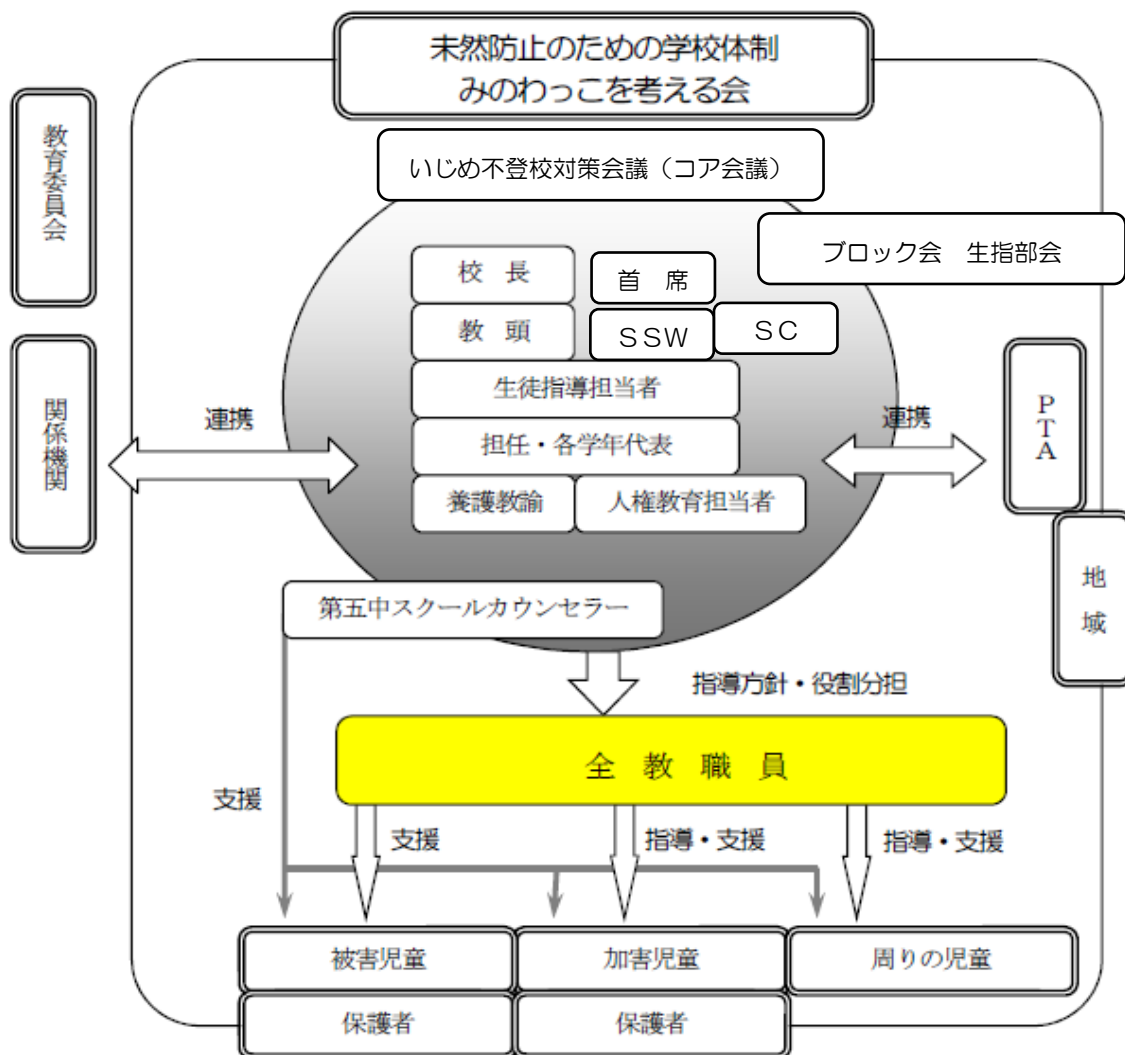 未然防止のための学校体制
みのわっこを考える会
いじめ不登校対策会議（コア会議）
教育委員会
ブロック会　生指部会
校　長
首　席
教　頭
ＳＳＷ
ＳＣ
生徒指導担当者
関係機関
連携
担任・各学年代表
連携
ＰＴＡ
養護教諭
人権教育担当者
地域
第五中スクールカウンセラー
指導方針・役割分担
全　教　職　員
支援
支援
指導・支援
指導・支援
被害児童
加害児童
周りの児童
保護者
保護者